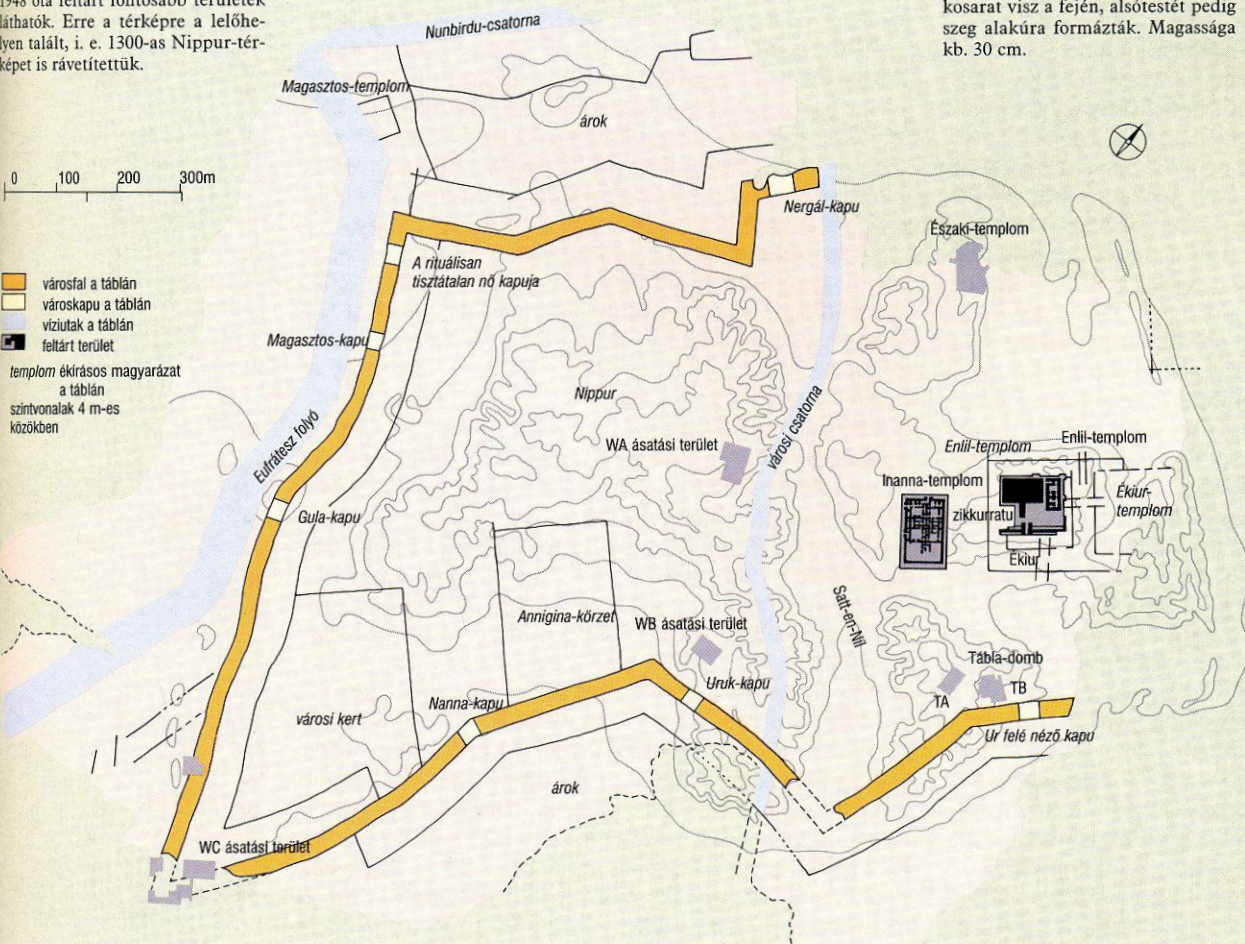 1948 óta feltárt fontosabb területek
láthatók. Erre a térképre a lelőhe-
lyen talált, i. e. 1300-as Nippur-tér-
képet is rávetítettük.
kosarat visz a fején, alsótestét pedig
szeg alakúra formázták. Magassága
kb. 30 cm.
Nunbirdu-csatorna
Magasztos-templom
árok
0 100 200 300m
Nergál-kapu
Északi-templom
A rituálisan
tisztátalan nő kapuja
városfal a táblán
városkapu a táblán
víziutak a táblán
feltárt terület
templom ékírásos magyarázat
a táblán
szintvonalak 4 m-es
közökben
Magasztos-kapu
Nippur
Eufrátesz folyó
WA ásatási terület
városi csatorna
Enlil-templom
Enlil-templom
Inanna-templom
zikkurratu
Ékiur-
templom
Ékiur
Gula-kapu
Annigina-körzet
WB ásatási terület
Satt-en-Nil
Tábla-domb
TA
TB
Uruk-kapu
Nanna-kapu
városi kert
Ur felé néző kapu
árok
WC ásatási terület